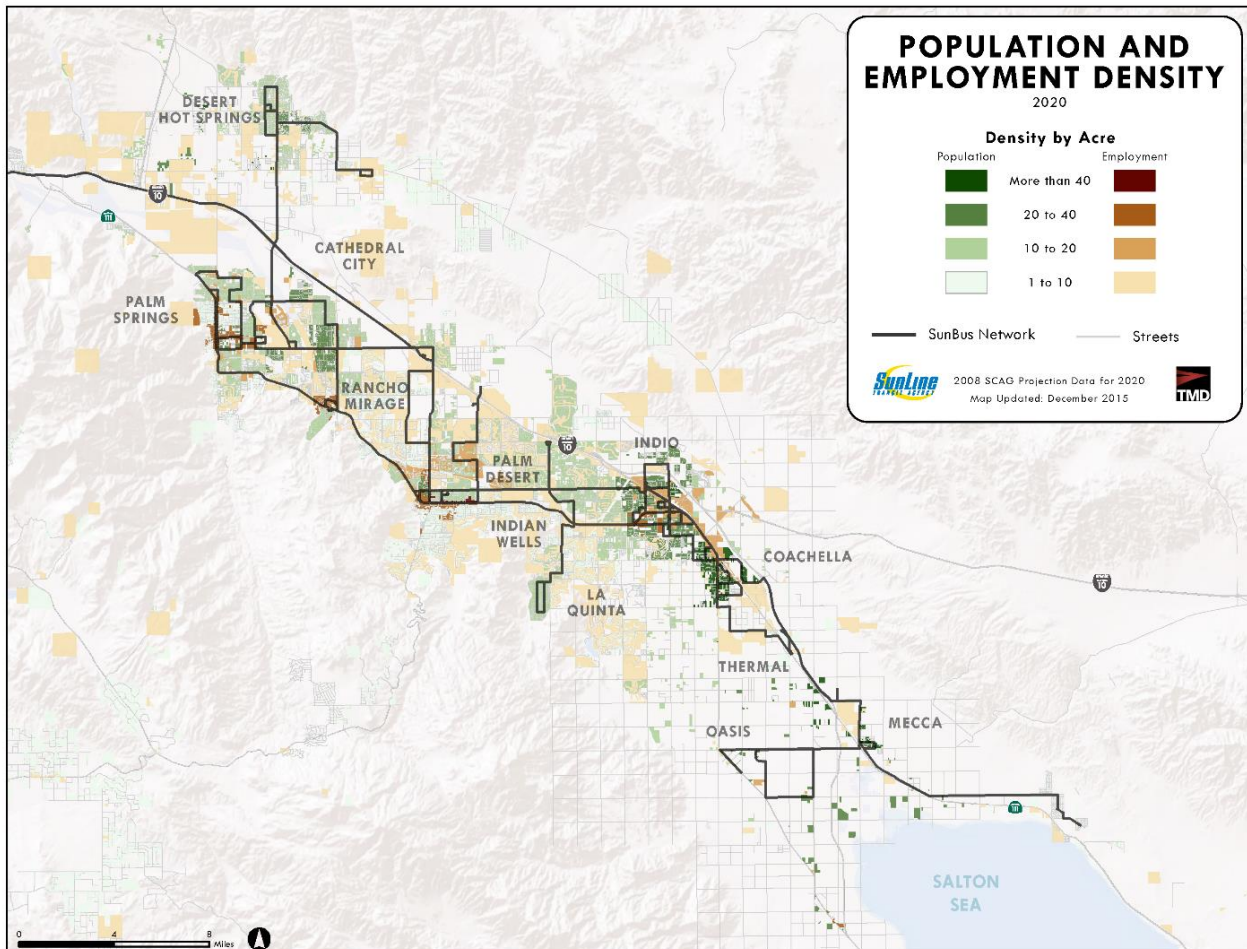 POPULATION AND
EMPLOYMENT DENSITY
2020
Density by Acre
Population
Employment
More than 40
20 to 40
10 to 20
1 to 10
SunBus Network
Streets
SunLine
TRANSIT AGENCY
2008 SCAG Projection Data for 2020
Map Updated: December 2015
TMD
DESERT
HOT SPRINGS
10
111
CATHEDRAL
CITY
PALM
SPRINGS
RANCHO
MIRAGE
10
INDIO
PALM
DESERT
INDIAN
WELLS
COACHELLA
10
LA
QUINTA
THERMAL
OASIS
MECCA
111
SALTON
SEA
0
4
8
Miles